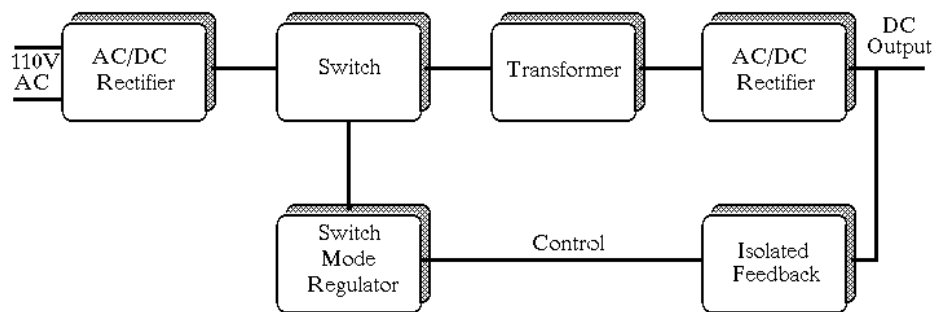 110V
AC
AC/DC
Rectifier
Switch
Transformer
AC/DC
Rectifier
DC
Output
Switch
Mode
Regulator
Control
Isolated
Feedback